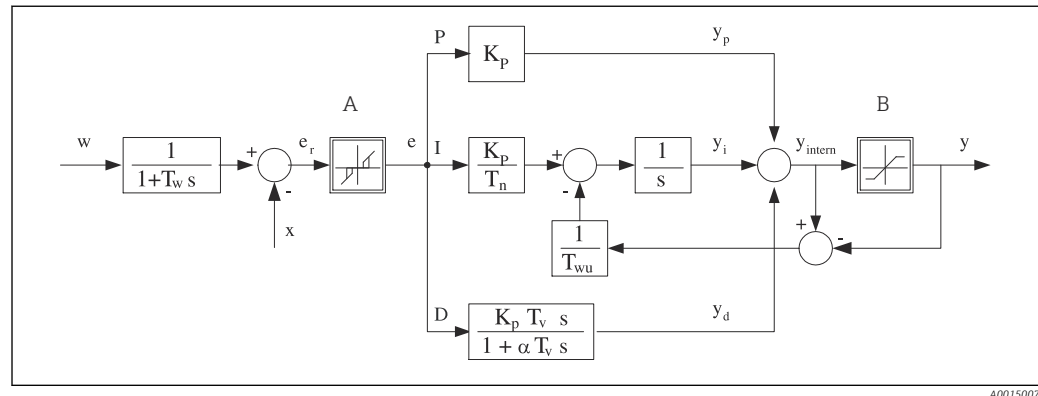 P
y_p
K_P
A
B
w
1
1+T_w s
+
-
e_r
e
I
K_P
T_n
+
-
1
s
y_i
y_intern
y
x
1
T_wu
+
-
D
K_p T_v s
1 + α T_v s
y_d
A0015007